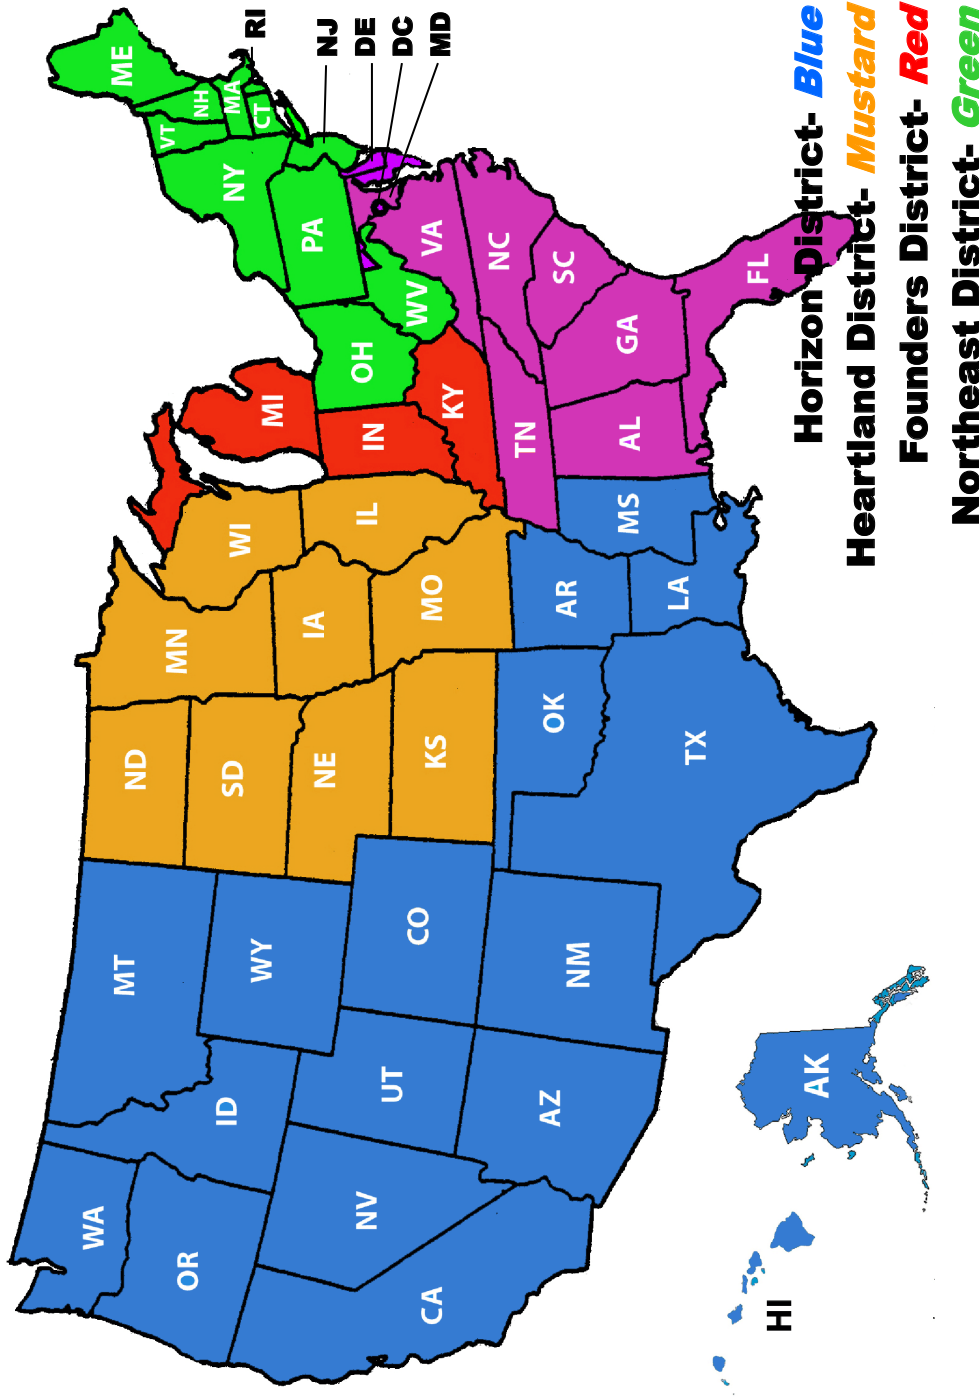 ME
RI
VT
NH
MA
CT
NJ
DE
DC
MD
NY
PA
WV
VA
NC
SC
FL
GA
OH
KY
TN
AL
MI
IN
WI
IL
MS
MN
IA
MO
AR
LA
ND
SD
NE
KS
OK
TX
MT
WY
CO
NM
ID
UT
AZ
WA
OR
NV
CA
AK
HI
Horizon District- Blue
Heartland District- Mustard
Founders District- Red
Northeast District- Green